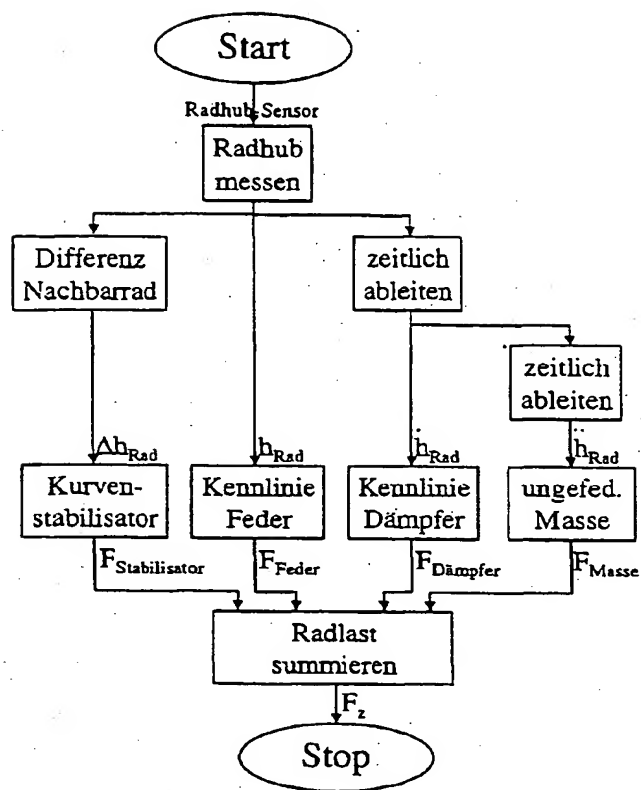 Start
Radhub-Sensor
Radhub
messen
Differenz
Nachbarrad
zeitlich
ableiten
zeitlich
ableiten
Δh_Rad
h_Rad
ḣ_Rad
ḧ_Rad
Kurven-
stabilisator
Kennlinie
Feder
Kennlinie
Dämpfer
ungefed.
Masse
F_Stabilisator
F_Feder
F_Dämpfer
F_Masse
Radlast
summieren
F_z
Stop